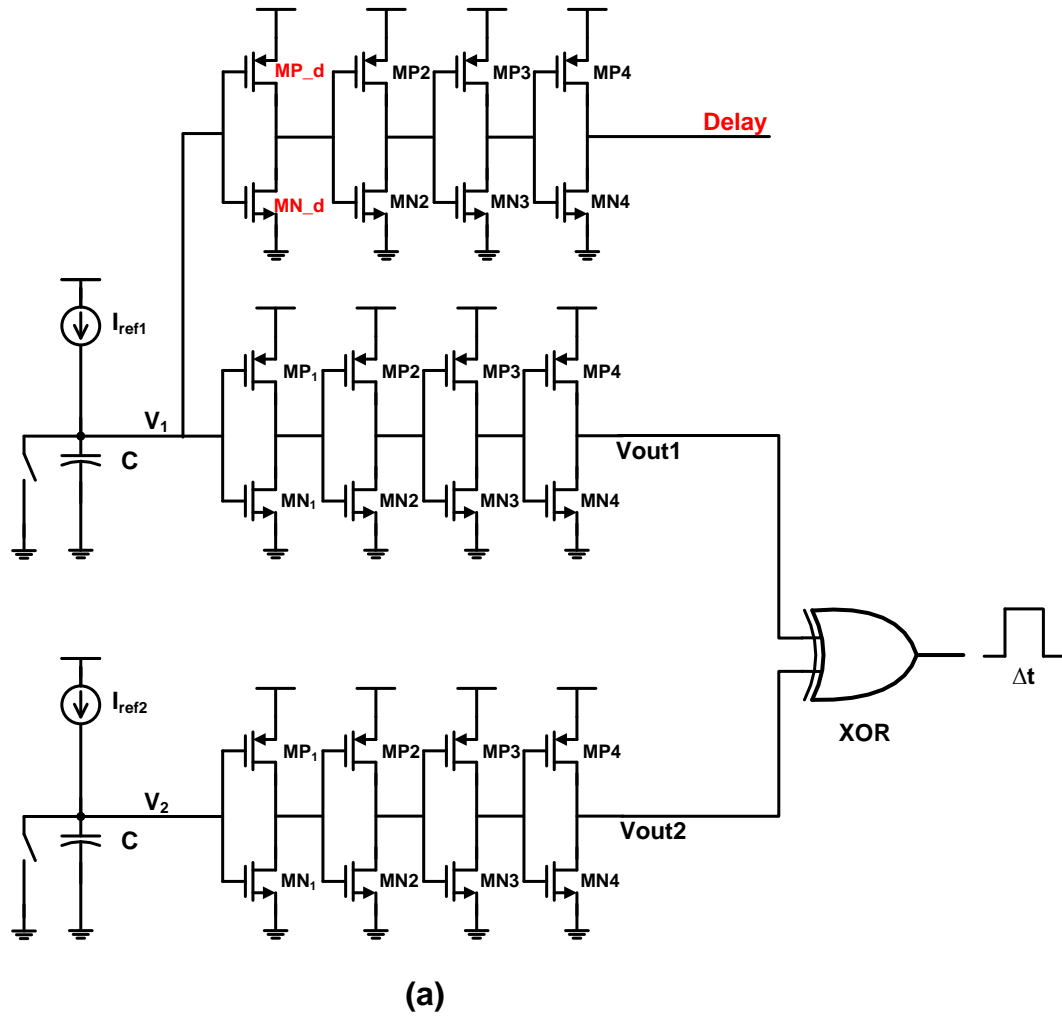 MP_d MP2 MP3 MP4
Delay
MN_d MN2 MN3 MN4
Iref1
MP₁ MP2 MP3 MP4
V₁
Vout1
C
MN₁ MN2 MN3 MN4
Iref2
MP₁ MP2 MP3 MP4
Δt
XOR
V₂
Vout2
C
MN₁ MN2 MN3 MN4
(a)